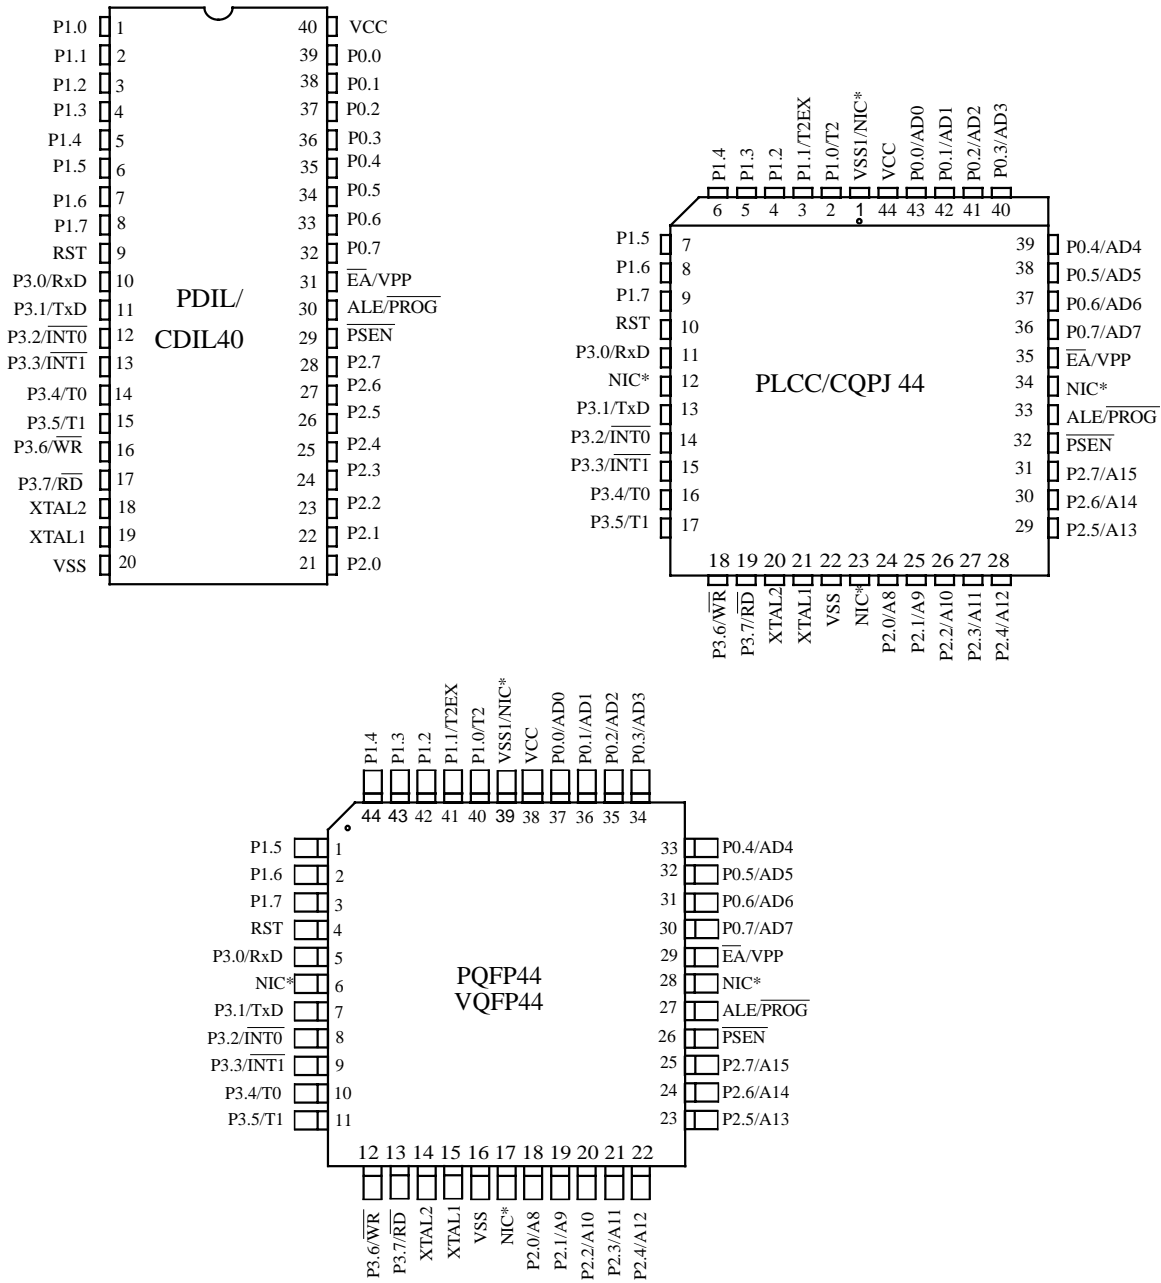 P1.0 1 40 VCC
P1.1 2 39 P0.0
P1.2 3 38 P0.1
P1.3 4 37 P0.2
P1.4 5 36 P0.3
P1.5 6 35 P0.4
P1.6 7 34 P0.5
P1.7 8 33 P0.6
RST 9 32 P0.7
P3.0/RxD 10 31 EA/VPP
P3.1/TxD 11 30 ALE/PROG
P3.2/INT0 12 29 PSEN
P3.3/INT1 13 28 P2.7
P3.4/T0 14 27 P2.6
P3.5/T1 15 26 P2.5
P3.6/WR 16 25 P2.4
P3.7/RD 17 24 P2.3
XTAL2 18 23 P2.2
XTAL1 19 22 P2.1
VSS 20 21 P2.0
PDIL/
CDIL40
P1.4 P1.3 P1.2 P1.1/T2EX P1.0/T2 VSS1/NIC* VCC P0.0/AD0 P0.1/AD1 P0.2/AD2 P0.3/AD3
6 5 4 3 2 1 44 43 42 41 40
P1.5 7 39 P0.4/AD4
P1.6 8 38 P0.5/AD5
P1.7 9 37 P0.6/AD6
RST 10 36 P0.7/AD7
P3.0/RxD 11 35 EA/VPP
NIC* 12 34 NIC*
P3.1/TxD 13 33 ALE/PROG
P3.2/INT0 14 32 PSEN
P3.3/INT1 15 31 P2.7/A15
P3.4/T0 16 30 P2.6/A14
P3.5/T1 17 29 P2.5/A13
PLCC/CQPJ 44
18 19 20 21 22 23 24 25 26 27 28
P3.6/WR P3.7/RD XTAL2 XTAL1 VSS NIC* P2.0/A8 P2.1/A9 P2.2/A10 P2.3/A11 P2.4/A12
P1.4 P1.3 P1.2 P1.1/T2EX P1.0/T2 VSS1/NIC* VCC P0.0/AD0 P0.1/AD1 P0.2/AD2 P0.3/AD3
44 43 42 41 40 39 38 37 36 35 34
P1.5 1 33 P0.4/AD4
P1.6 2 32 P0.5/AD5
P1.7 3 31 P0.6/AD6
RST 4 30 P0.7/AD7
P3.0/RxD 5 29 EA/VPP
NIC* 6 28 NIC*
P3.1/TxD 7 27 ALE/PROG
P3.2/INT0 8 26 PSEN
P3.3/INT1 9 25 P2.7/A15
P3.4/T0 10 24 P2.6/A14
P3.5/T1 11 23 P2.5/A13
PQFP44
VQFP44
12 13 14 15 16 17 18 19 20 21 22
P3.6/WR P3.7/RD XTAL2 XTAL1 VSS NIC* P2.0/A8 P2.1/A9 P2.2/A10 P2.3/A11 P2.4/A12